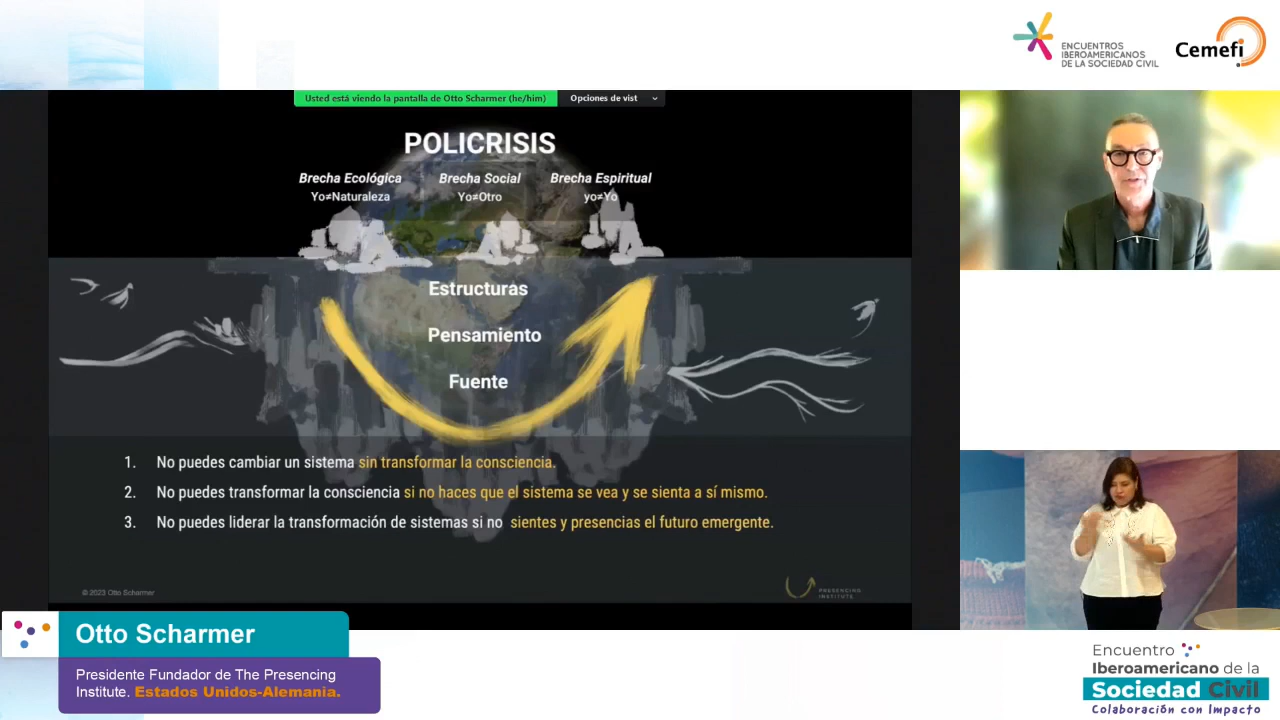 ENCUENTROS
IBEROAMERICANOS
DE LA SOCIEDAD CIVIL
Cemefi
Usted está viendo la pantalla de Otto Scharmer (he/him)
Opciones de vist
POLICRISIS
Brecha Ecológica
Yo≠Naturaleza
Brecha Social
Yo≠Otro
Brecha Espiritual
yo≠Yo
Estructuras
Pensamiento
Fuente
1. No puedes cambiar un sistema sin transformar la consciencia.
2. No puedes transformar la consciencia si no haces que el sistema se vea y se sienta a sí mismo.
3. No puedes liderar la transformación de sistemas si no sientes y presencias el futuro emergente.
© 2023 Otto Scharmer
PRESENCING
INSTITUTE
Otto Scharmer
Presidente Fundador de The Presencing
Institute. Estados Unidos-Alemania.
Encuentro
Iberoamericano de la
Sociedad Civil
Colaboración con Impacto